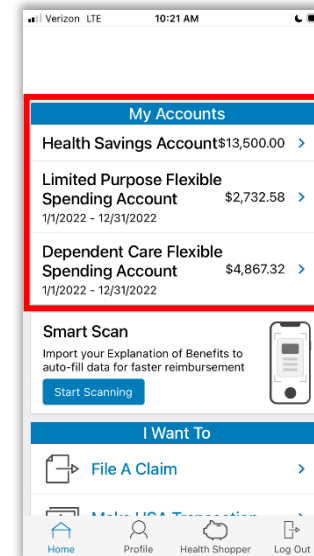 Verizon LTE 10:21 AM
My Accounts
Health Savings Account $13,500.00
Limited Purpose Flexible
Spending Account $2,732.58
1/1/2022 - 12/31/2022
Dependent Care Flexible
Spending Account $4,867.32
1/1/2022 - 12/31/2022
Smart Scan
Import your Explanation of Benefits to
auto-fill data for faster reimbursement
Start Scanning
I Want To
File A Claim
Make HSA Transaction
Home Profile Health Shopper Log Out